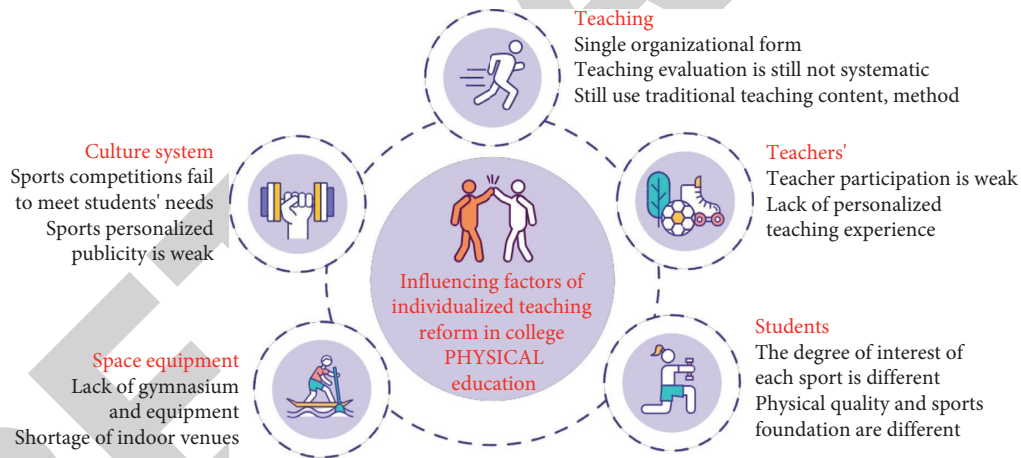 Teaching
Single organizational form
Teaching evaluation is still not systematic
Still use traditional teaching content, method
Culture system
Sports competitions fail
to meet students' needs
Sports personalized
publicity is weak
Teachers'
Teacher participation is weak
Lack of personalized
teaching experience
Influencing factors of
individualized teaching
reform in college
PHYSICAL
education
Space equipment
Lack of gymnasium
and equipment
Shortage of indoor venues
Students
The degree of interest of
each sport is different
Physical quality and sports
foundation are different